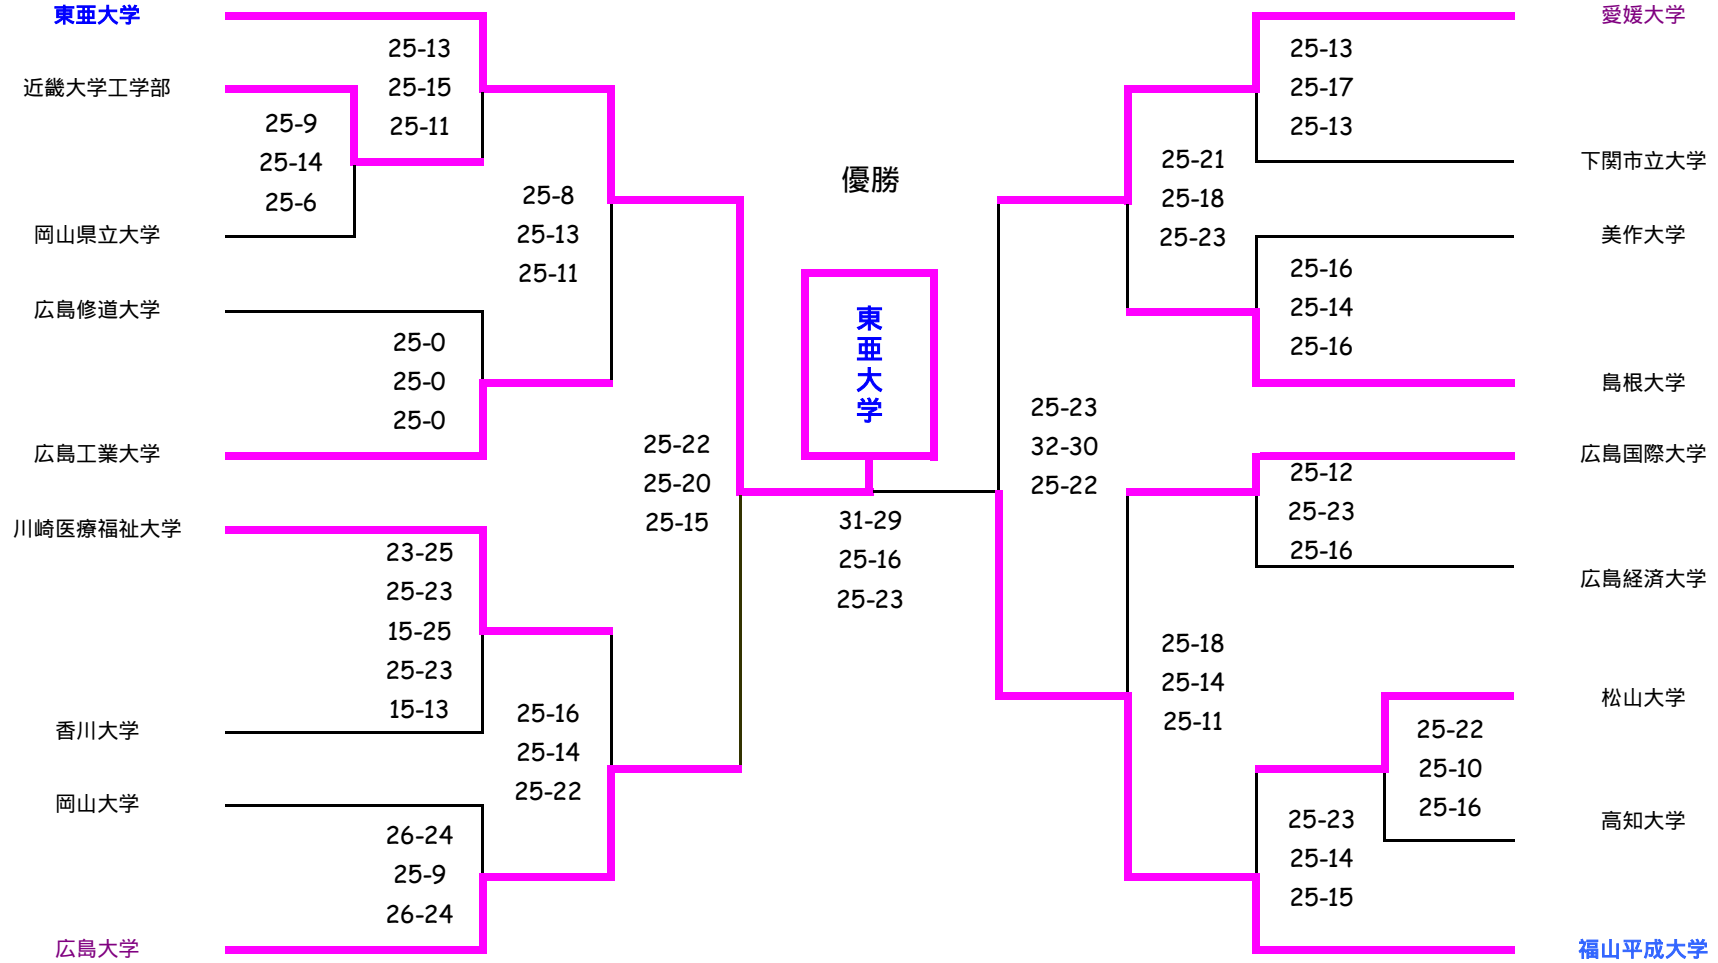 東亜大学
近畿大学工学部
岡山県立大学
広島修道大学
広島工業大学
川崎医療福祉大学
香川大学
岡山大学
広島大学
25-9
25-14
25-6
25-13
25-15
25-11
25-0
25-0
25-0
23-25
25-23
15-25
25-23
15-13
26-24
25-9
26-24
25-8
25-13
25-11
25-16
25-14
25-22
25-22
25-20
25-15
優勝
東亜大学
31-29
25-16
25-23
25-23
32-30
25-22
25-21
25-18
25-23
25-18
25-14
25-11
25-13
25-17
25-13
25-16
25-14
25-16
25-12
25-23
25-16
25-23
25-14
25-15
25-22
25-10
25-16
愛媛大学
下関市立大学
美作大学
島根大学
広島国際大学
広島経済大学
松山大学
高知大学
福山平成大学